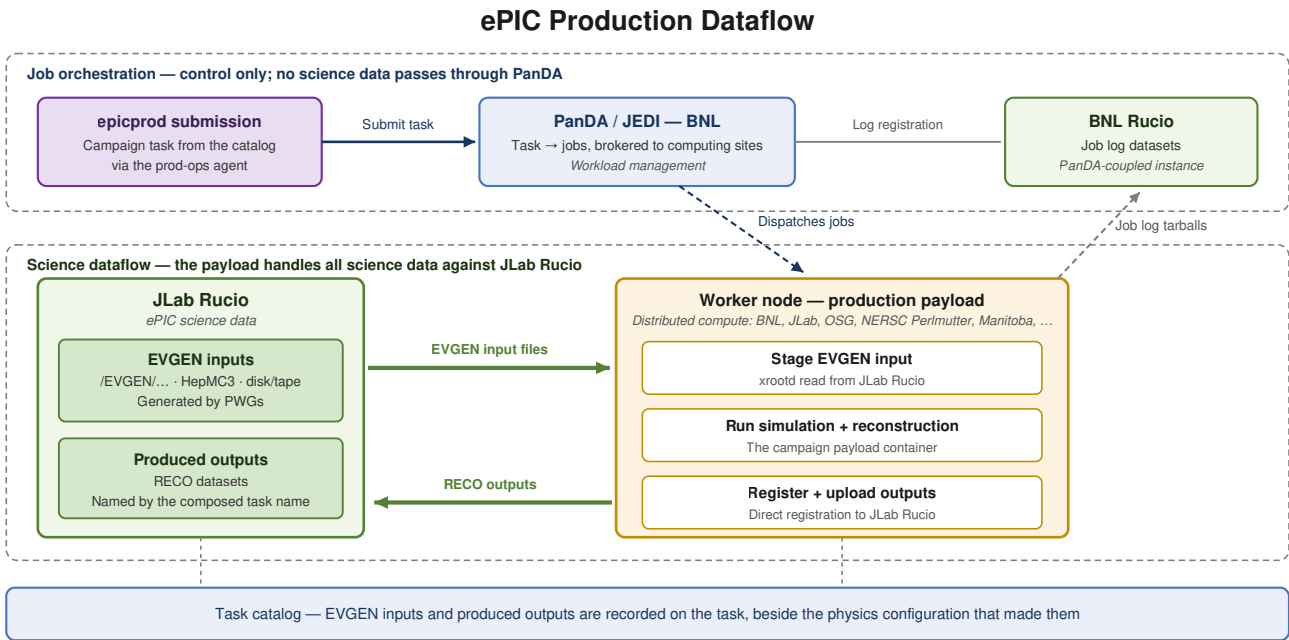 ePIC Production Dataflow
Job orchestration — control only; no science data passes through PanDA
epicprod submission
Campaign task from the catalog
via the prod-ops agent
Submit task
PanDA / JEDI — BNL
Task → jobs, brokered to computing sites
Workload management
Log registration
BNL Rucio
Job log datasets
PanDA-coupled instance
Dispatches jobs
Job log tarballs
Science dataflow — the payload handles all science data against JLab Rucio
JLab Rucio
ePIC science data
EVGEN inputs
/EVGEN/… · HepMC3 · disk/tape
Generated by PWGs
Produced outputs
RECO datasets
Named by the composed task name
EVGEN input files
RECO outputs
Worker node — production payload
Distributed compute: BNL, JLab, OSG, NERSC Perlmutter, Manitoba, …
Stage EVGEN input
xrootd read from JLab Rucio
Run simulation + reconstruction
The campaign payload container
Register + upload outputs
Direct registration to JLab Rucio
Task catalog — EVGEN inputs and produced outputs are recorded on the task, beside the physics configuration that made them